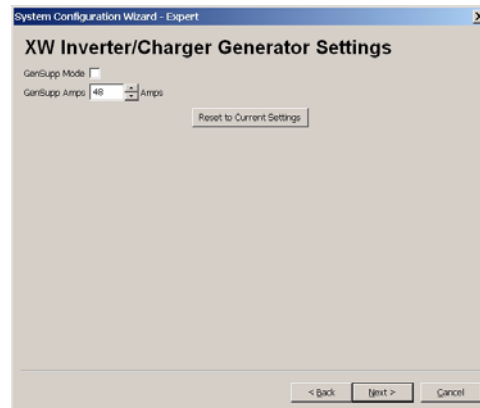 System Configuration Wizard - Expert
XW Inverter/Charger Generator Settings
GenSupp Mode
GenSupp Amps 48 Amps
Reset to Current Settings
< Back Next > Cancel